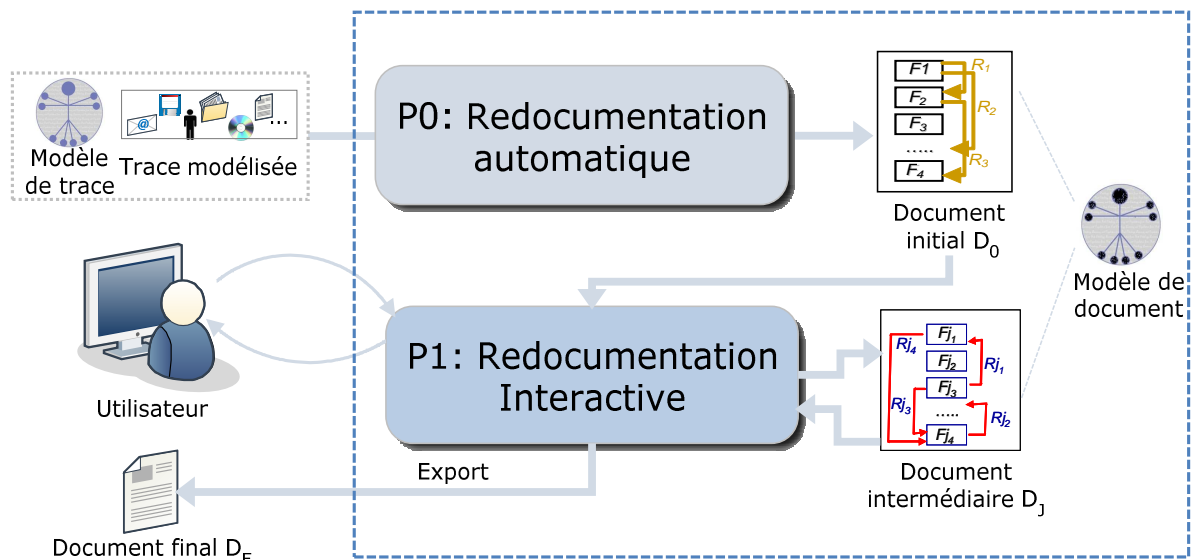 Modèle
de trace
@
...
Trace modélisée
P0: Redocumentation
automatique
F1
F2
F3
.....
F4
R1
R2
R3
Document
initial D0
Modèle de
document
Utilisateur
P1: Redocumentation
Interactive
Fj1
Fj2
Fj3
.....
Fj4
Rj4
Rj1
Rj3
Rj2
Document
intermédiaire DJ
Export
Document final DF